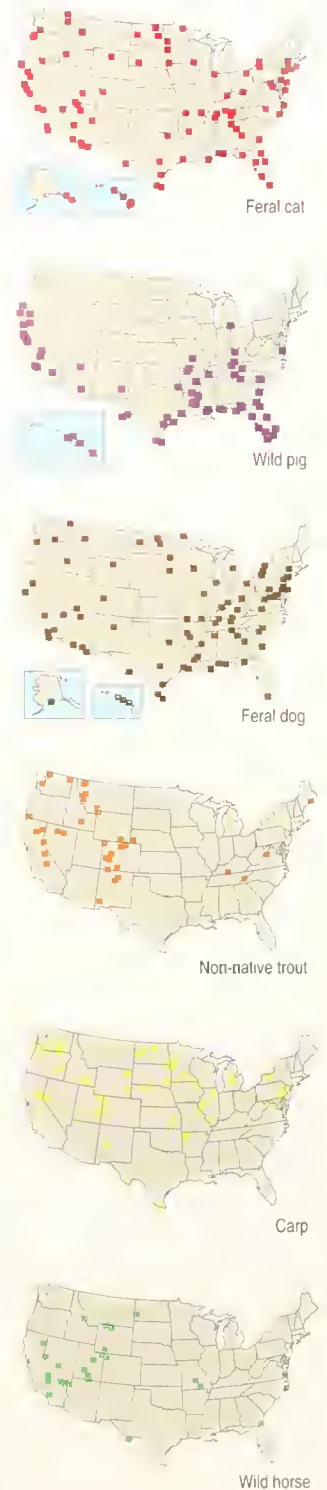 Feral cat
Wild pig
Feral dog
Non-native trout
Carp
Wild horse